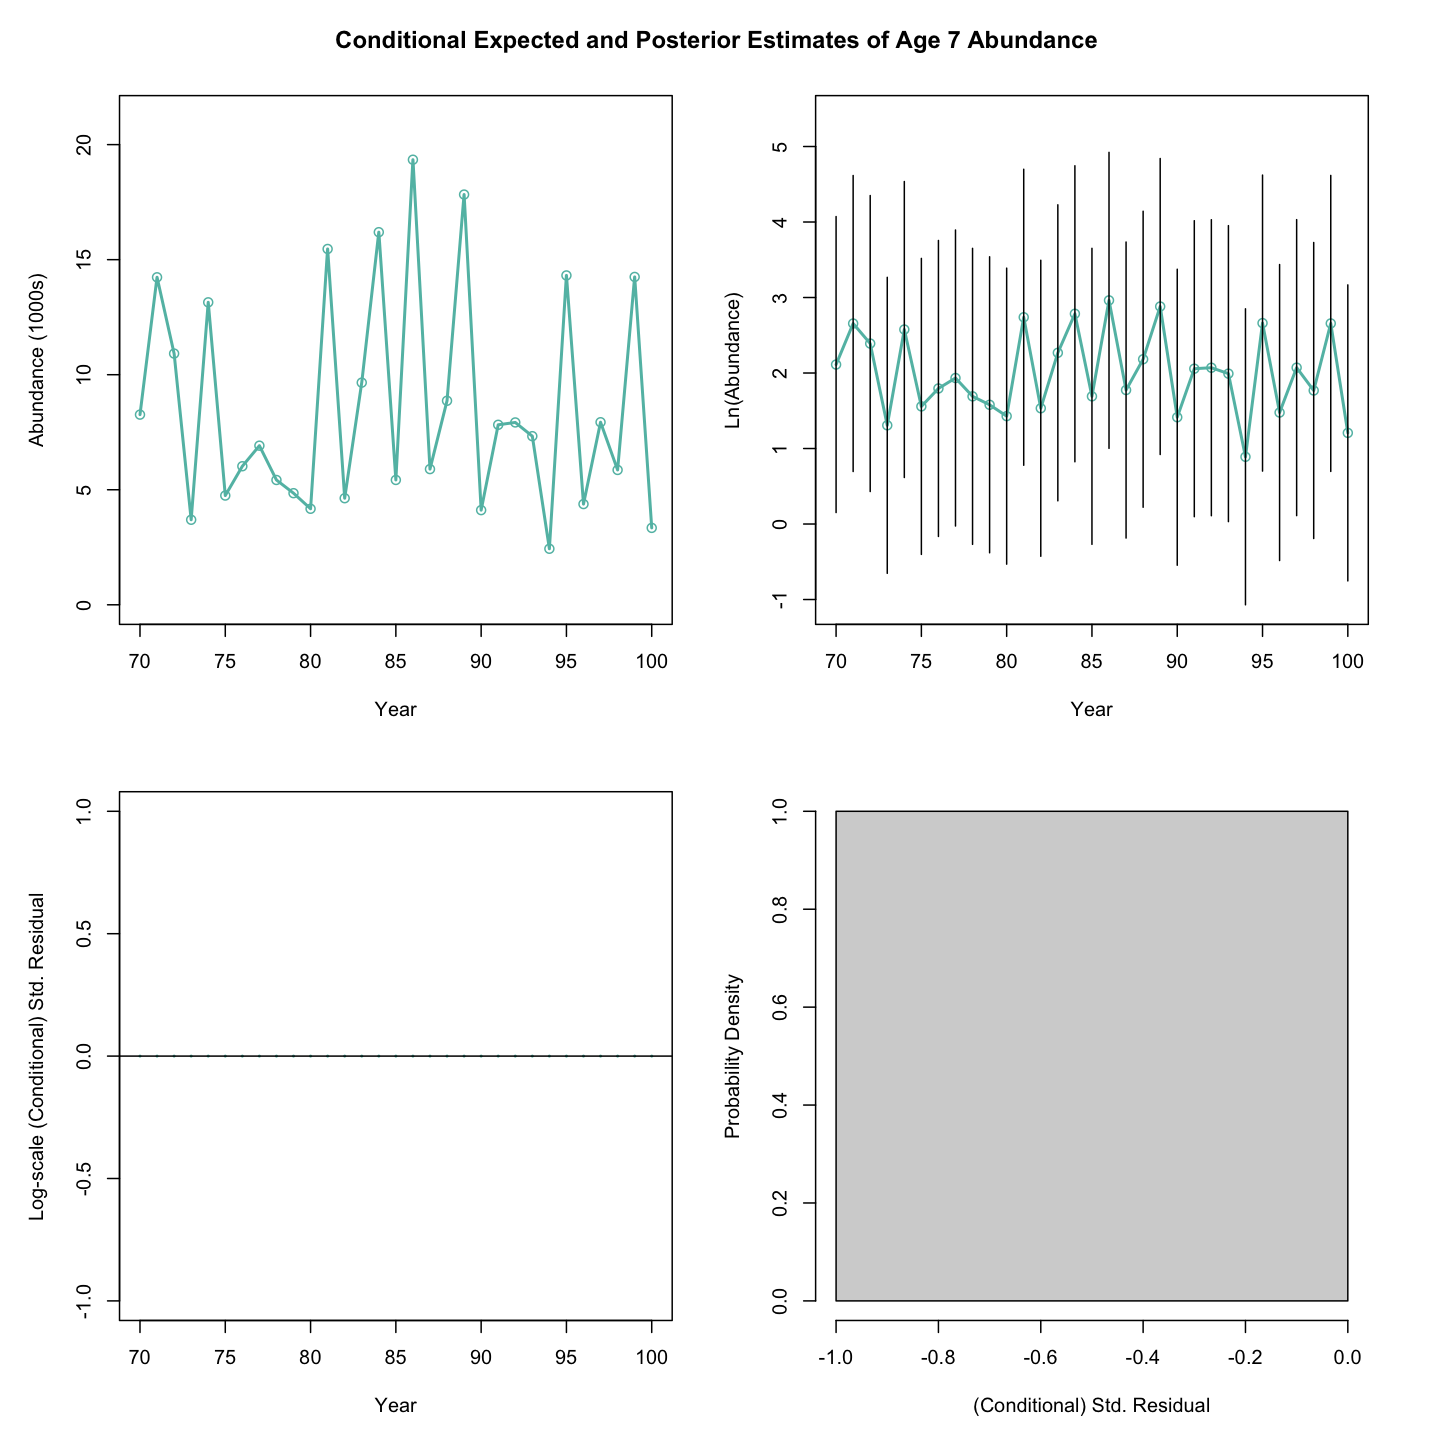 Conditional Expected and Posterior Estimates of Age 7 Abundance
Abundance (1000s)
20
15
10
5
0
70 75 80 85 90 95 100
Year
Ln(Abundance)
5
4
3
2
1
0
-1
70 75 80 85 90 95 100
Year
Log-scale (Conditional) Std. Residual
1.0
0.5
0.0
-0.5
-1.0
70 75 80 85 90 95 100
Year
Probability Density
1.0
0.8
0.6
0.4
0.2
0.0
-1.0 -0.8 -0.6 -0.4 -0.2 0.0
(Conditional) Std. Residual